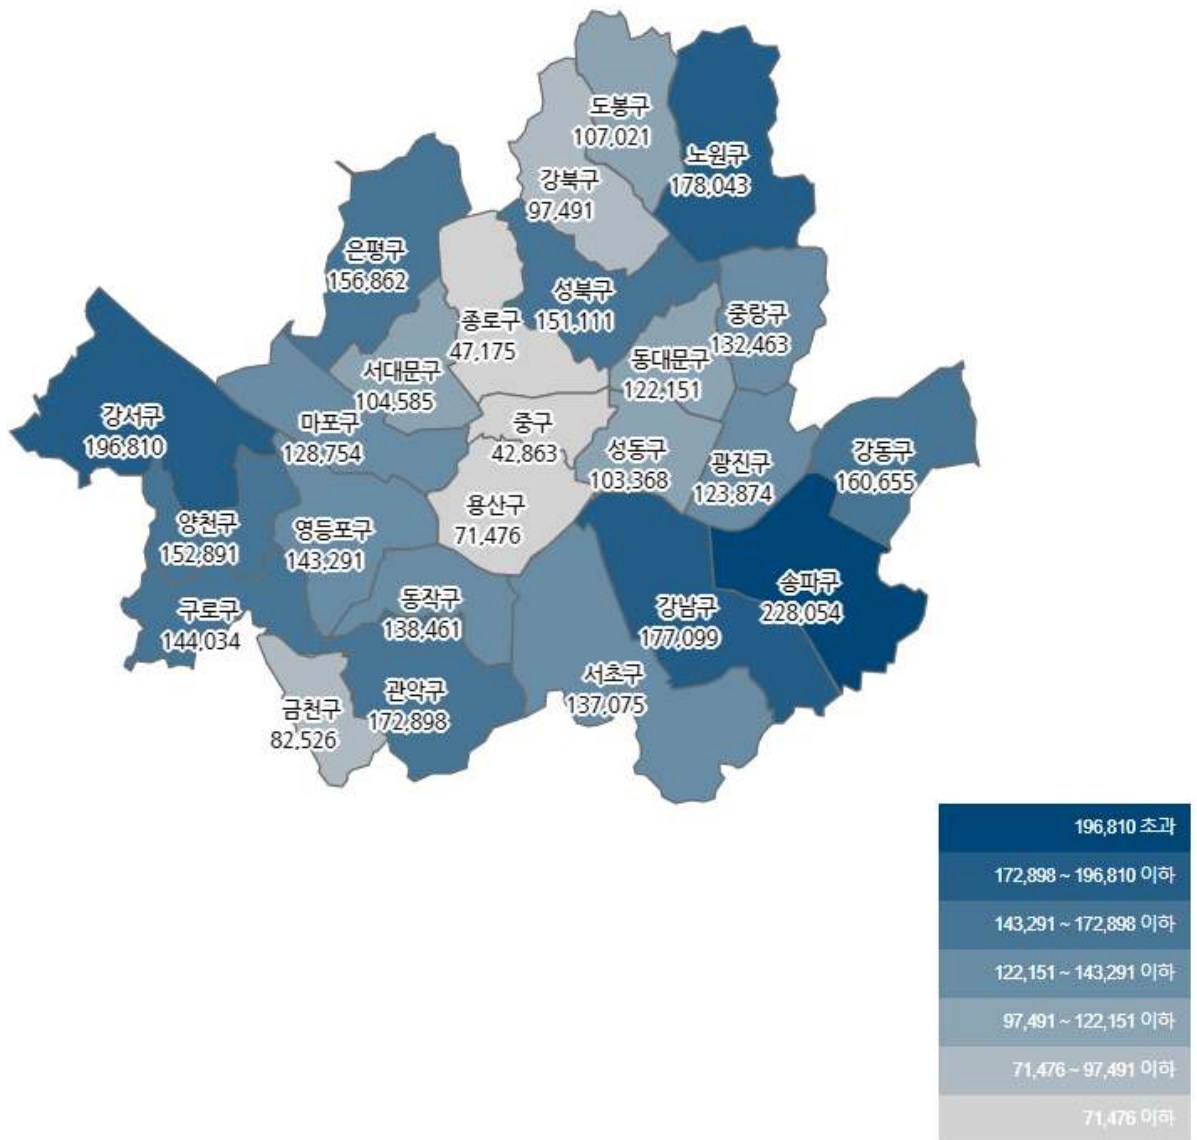 도봉구
107,021
노원구
178,043
강북구
97,491
은평구
156,862
성북구
151,111
종로구
47,175
중랑구
132,463
동대문구
122,151
서대문구
104,585
강서구
196,810
마포구
128,754
중구
42,863
성동구
103,368
광진구
123,874
강동구
160,655
용산구
71,476
양천구
152,891
영등포구
143,291
송파구
228,054
구로구
144,034
동작구
138,461
강남구
177,099
서초구
137,075
관악구
172,898
금천구
82,526
196,810 초과
172,898 ~ 196,810 이하
143,291 ~ 172,898 이하
122,151 ~ 143,291 이하
97,491 ~ 122,151 이하
71,476 ~ 97,491 이하
71,476 이하